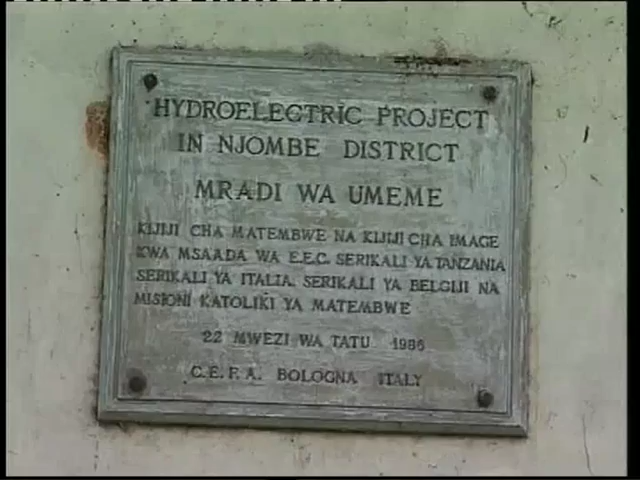 HYDROELECTRIC PROJECT
IN NJOMBE DISTRICT
MRADI WA UMEME
KIJIJI CHA MATEMBWE NA KIJIJI CHA IMAGE
KWA MSAADA WA E.E.C. SERIKALI YA TANZANIA
SERIKALI YA ITALIA. SERIKALI YA BELGIJI NA
MISIONI KATOLIKI YA MATEMBWE
22 MWEZI WA TATU 1986
C.E.F.A. BOLOGNA ITALY